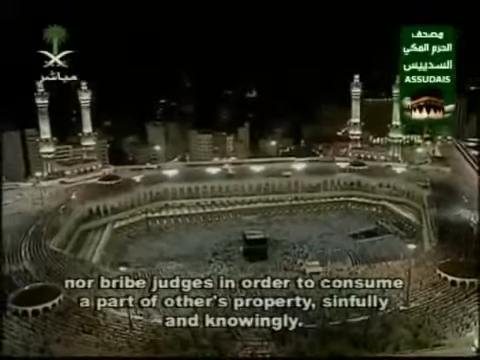 مباشر
مصحف
الحرم المكي
السديس
ASSUDAIS
nor bribe judges in order to consume
a part of other's property, sinfully
and knowingly.